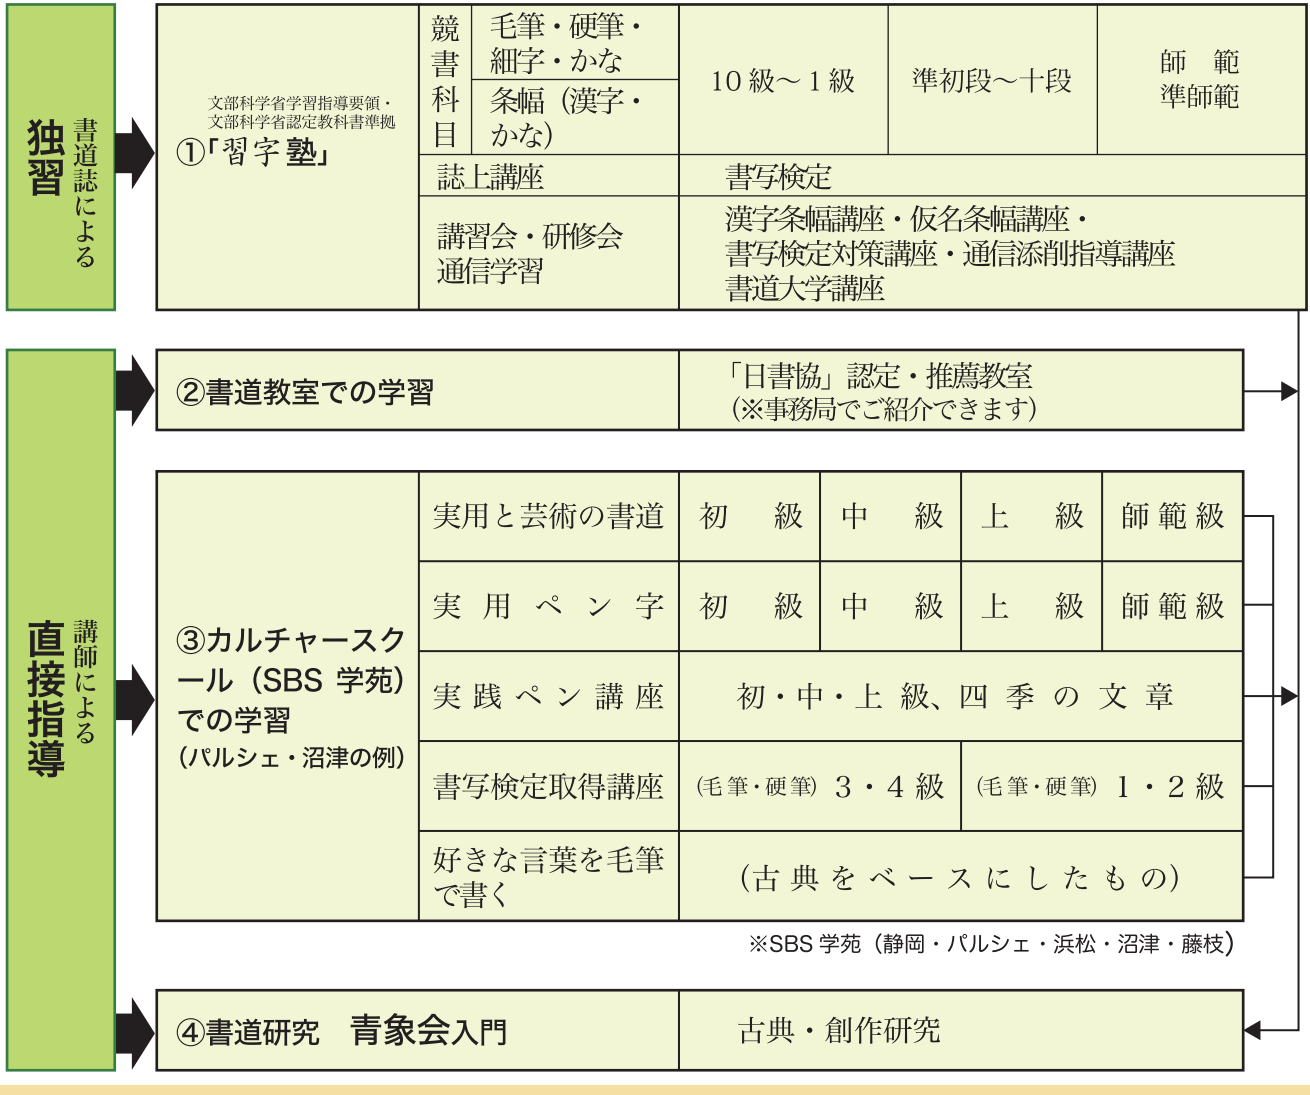 書道誌による
独習
文部科学省学習指導要領・
文部科学省認定教科書準拠
①「習字塾」
競書科目
毛筆・硬筆・
細字・かな
条幅（漢字・
かな）
10級〜1級
準初段〜十段
師　範
準師範
誌上講座
書写検定
講習会・研修会
通信学習
漢字条幅講座・仮名条幅講座・
書写検定対策講座・通信添削指導講座
書道大学講座
講師による
直接指導
②書道教室での学習
「日書協」認定・推薦教室
（※事務局でご紹介できます）
③カルチャースク
ール（SBS 学苑）
での学習
（パルシェ・沼津の例）
実用と芸術の書道
初　級
中　級
上　級
師範級
実用ペン字
初　級
中　級
上　級
師範級
実践ペン講座
初・中・上級、四季の文章
書写検定取得講座
（毛筆・硬筆）3・4級
（毛筆・硬筆）1・2級
好きな言葉を毛筆
で書く
（古典をベースにしたもの）
※SBS 学苑（静岡・パルシェ・浜松・沼津・藤枝）
④書道研究　青象会入門
古典・創作研究